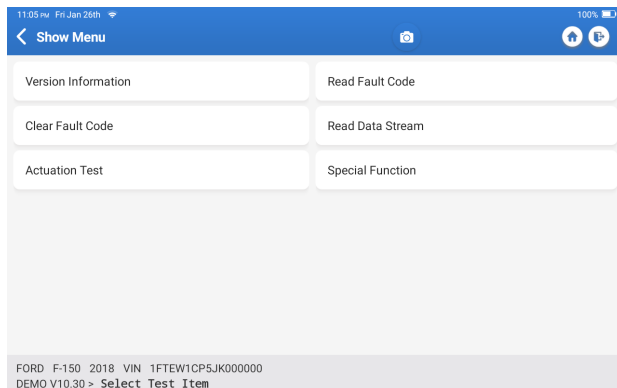 11:05 PM Fri Jan 26th 100%
Show Menu
Version Information Read Fault Code
Clear Fault Code Read Data Stream
Actuation Test Special Function
FORD F-150 2018 VIN 1FTEW1CP5JK000000
DEMO V10.30 > Select Test Item